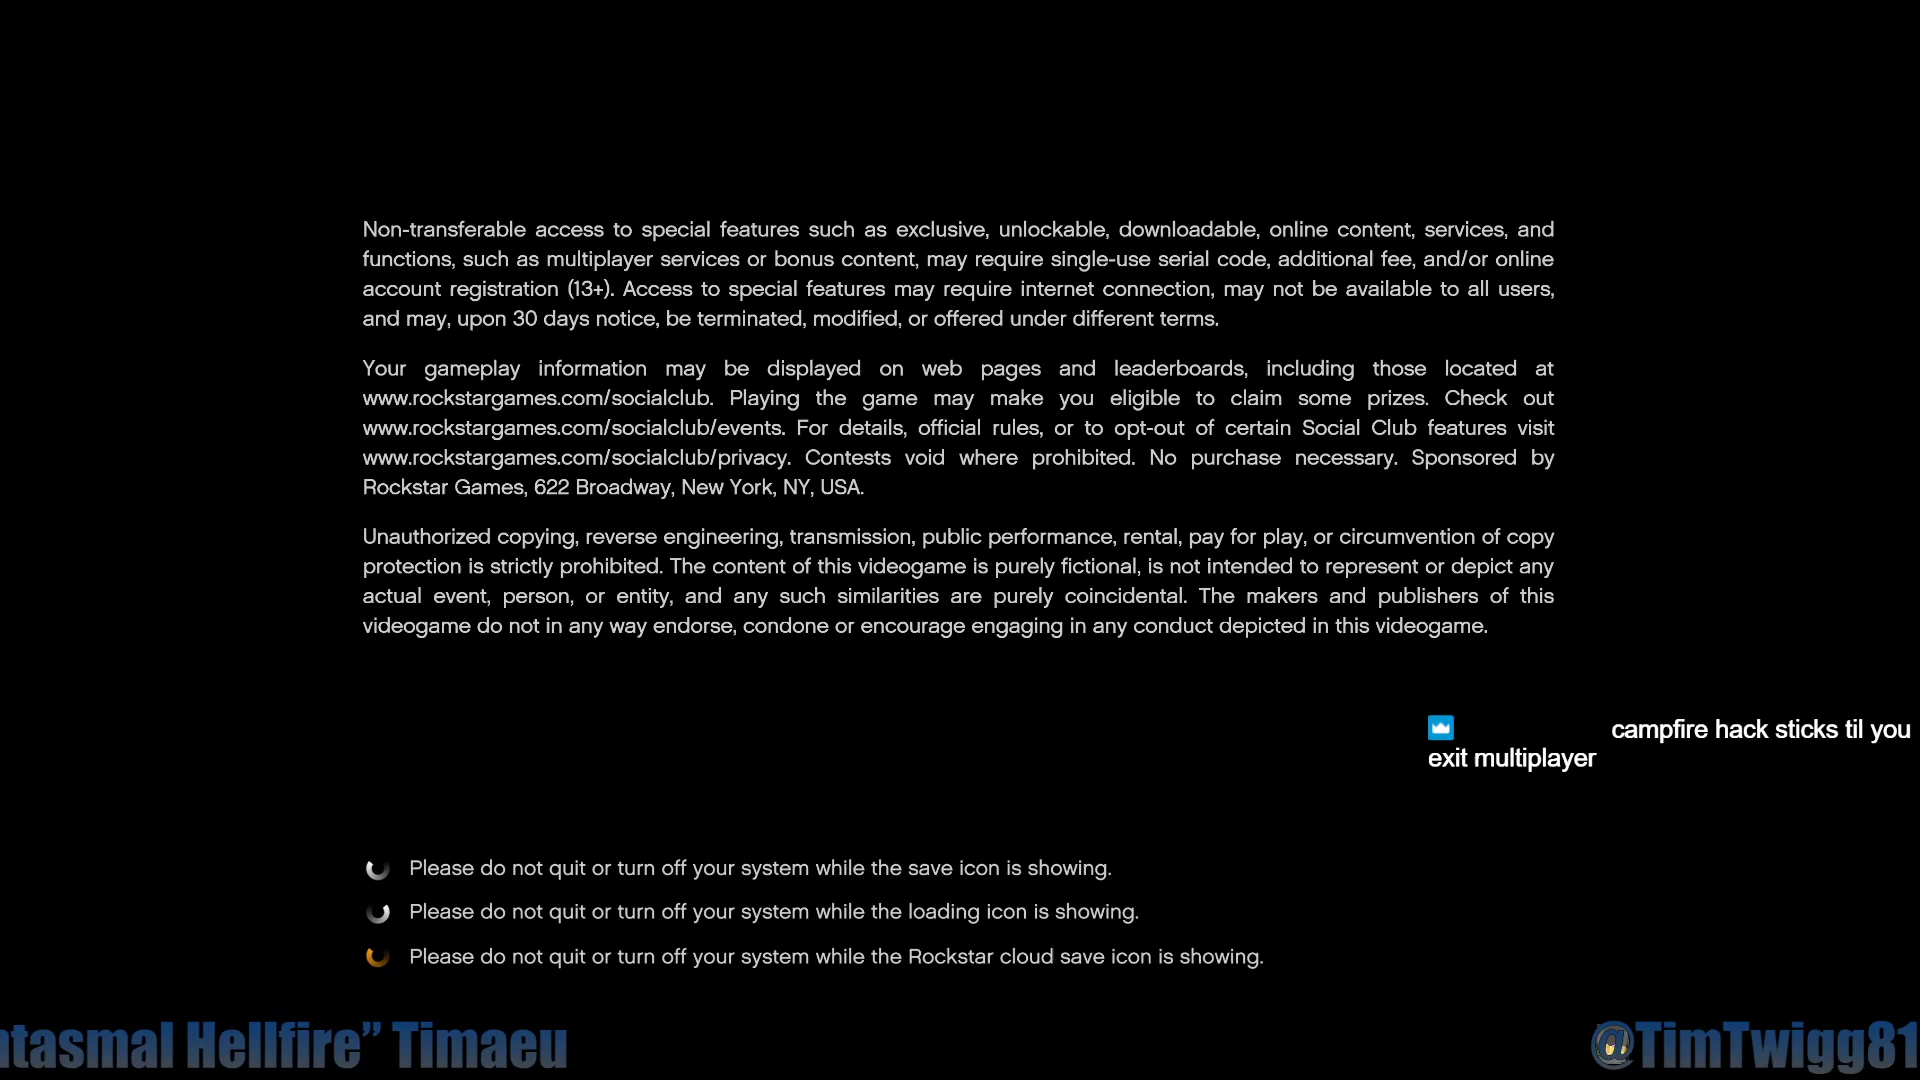 Non-transferable access to special features such as exclusive, unlockable, downloadable, online content, services, and
functions, such as multiplayer services or bonus content, may require single-use serial code, additional fee, and/or online
account registration (13+). Access to special features may require internet connection, may not be available to all users,
and may, upon 30 days notice, be terminated, modified, or offered under different terms.
Your gameplay information may be displayed on web pages and leaderboards, including those located at
www.rockstargames.com/socialclub. Playing the game may make you eligible to claim some prizes. Check out
www.rockstargames.com/socialclub/events. For details, official rules, or to opt-out of certain Social Club features visit
www.rockstargames.com/socialclub/privacy. Contests void where prohibited. No purchase necessary. Sponsored by
Rockstar Games, 622 Broadway, New York, NY, USA.
Unauthorized copying, reverse engineering, transmission, public performance, rental, pay for play, or circumvention of copy
protection is strictly prohibited. The content of this videogame is purely fictional, is not intended to represent or depict any
actual event, person, or entity, and any such similarities are purely coincidental. The makers and publishers of this
videogame do not in any way endorse, condone or encourage engaging in any conduct depicted in this videogame.
campfire hack sticks til you
exit multiplayer
Please do not quit or turn off your system while the save icon is showing.
Please do not quit or turn off your system while the loading icon is showing.
Please do not quit or turn off your system while the Rockstar cloud save icon is showing.
ntasmal Hellfire” Timaeu
@TimTwigg81